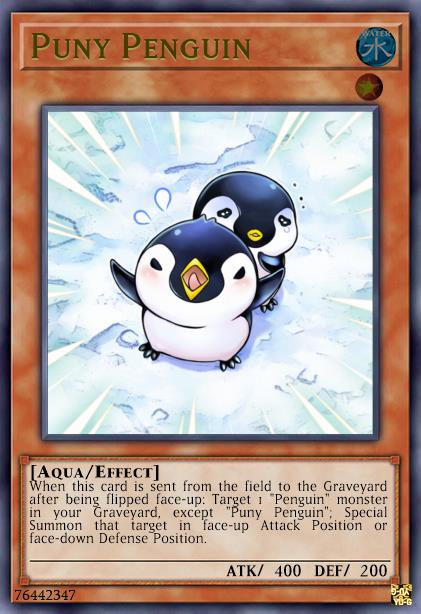 PUNY PENGUIN
WATER
水
[AQUA/EFFECT]
When this card is sent from the field to the Graveyard
after being flipped face-up: Target 1 "Penguin" monster
in your Graveyard, except "Puny Penguin"; Special
Summon that target in face-up Attack Position or
face-down Defense Position.
ATK/ 400 DEF/ 200
76442347